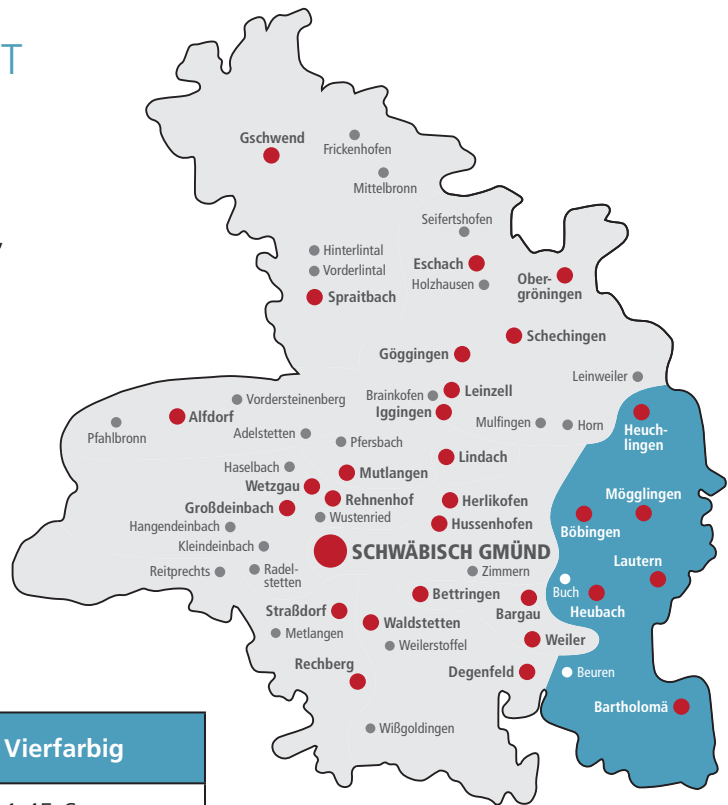 T
Gschwend
Frickenhofen
Mittelbronn
Seifertshofen
Hinterlintal
Vorderlintal
Eschach
Holzhausen
Ober-
gröningen
Spraitbach
Schechingen
Göggingen
Leinweiler
Leinzell
Brainkofen
Iggingen
Vordersteinenberg
Alfdorf
Pfahlbronn
Adelstetten
Pfersbach
Mulfingen
Horn
Heuch-
lingen
Lindach
Haselbach
Mutlangen
Wetzgau
Rehnenhof
Herlikofen
Mögglingen
Großdeinbach
Wustenried
Hussenhofen
Böbingen
Hangendeinbach
Kleindeinbach
SCHWÄBISCH GMÜND
Lautern
Reitprechts
Radel-
stetten
Zimmern
Buch
Bettringen
Bargau
Heubach
Straßdorf
Waldstetten
Metlangen
Weilerstoffel
Weiler
Rechberg
Degenfeld
Beuren
Bartholomä
Wißgoldingen
Vierfarbig